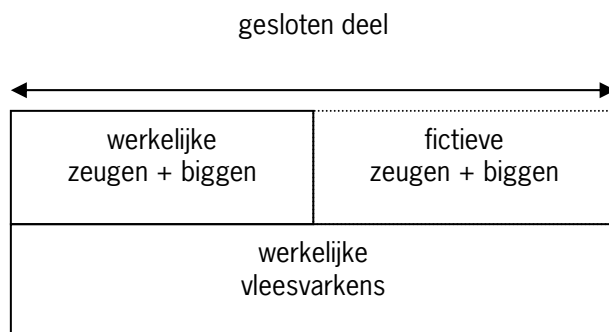 gesloten deel
werkelijke
zeugen + biggen
fictieve
zeugen + biggen
werkelijke
vleesvarkens